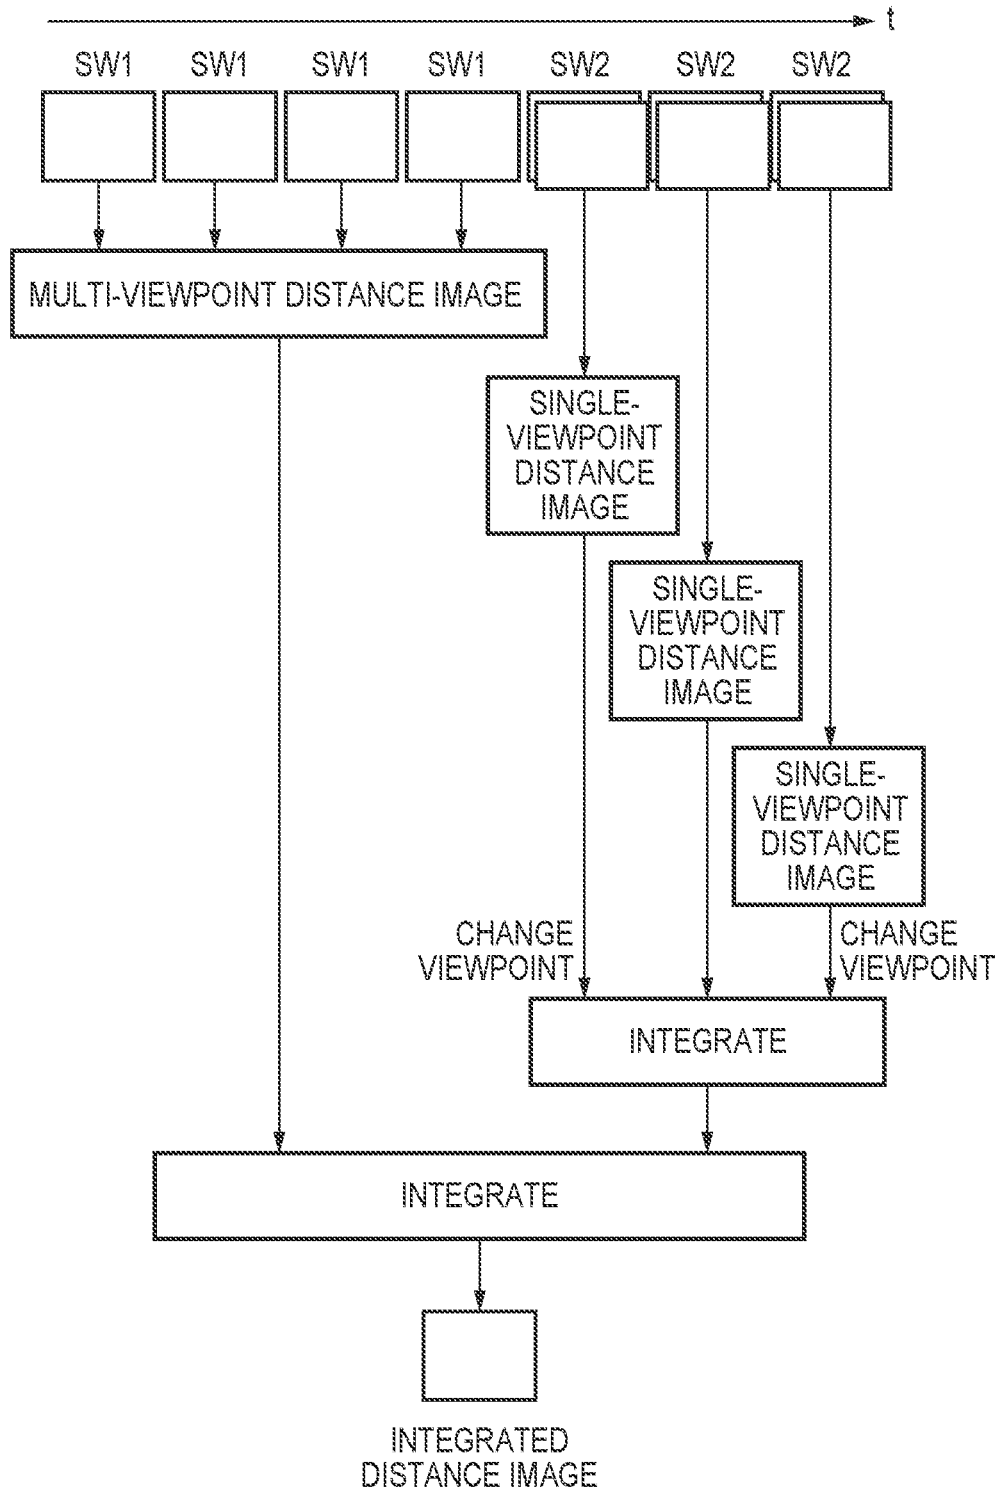 t
SW1 SW1 SW1 SW1 SW2 SW2 SW2
MULTI-VIEWPOINT DISTANCE IMAGE
SINGLE-
VIEWPOINT
DISTANCE
IMAGE
SINGLE-
VIEWPOINT
DISTANCE
IMAGE
SINGLE-
VIEWPOINT
DISTANCE
IMAGE
CHANGE
VIEWPOINT
CHANGE
VIEWPOINT
INTEGRATE
INTEGRATE
INTEGRATED
DISTANCE IMAGE